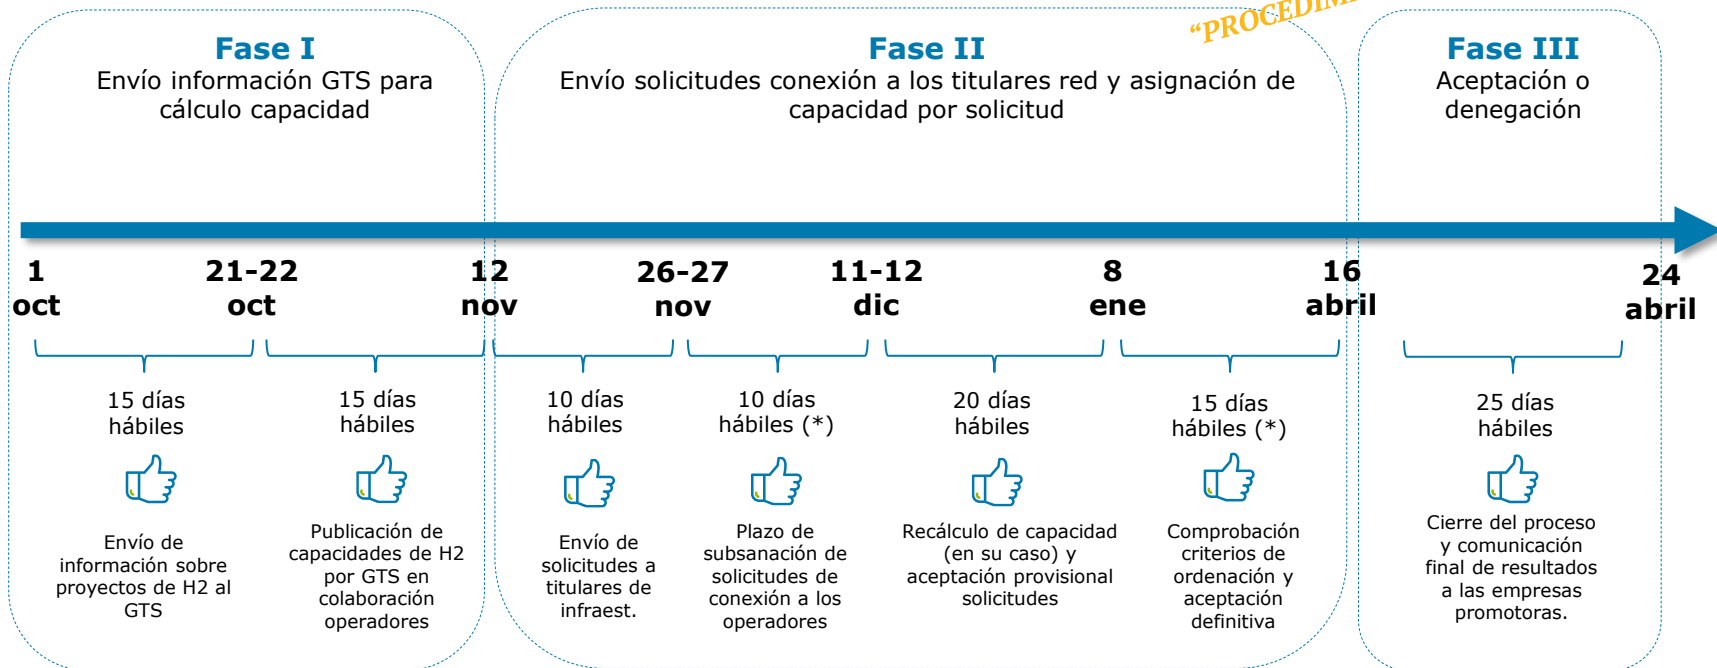 “PROCEDIM
Fase I
Envío información GTS para
cálculo capacidad
Fase II
Envío solicitudes conexión a los titulares red y asignación de
capacidad por solicitud
Fase III
Aceptación o
denegación
1
oct
21-22
oct
12
nov
26-27
nov
11-12
dic
8
ene
16
abril
24
abril
15 días
hábiles
15 días
hábiles
10 días
hábiles
10 días
hábiles (*)
20 días
hábiles
15 días
hábiles (*)
25 días
hábiles
Envío de
información sobre
proyectos de H2 al
GTS
Publicación de
capacidades de H2
por GTS en
colaboración
operadores
Envío de
solicitudes a
titulares de
infraest.
Plazo de
subsanación de
solicitudes de
conexión a los
operadores
Recálculo de capacidad
(en su caso) y
aceptación provisional
solicitudes
Comprobación
criterios de
ordenación y
aceptación
definitiva
Cierre del proceso
y comunicación
final de resultados
a las empresas
promotoras.